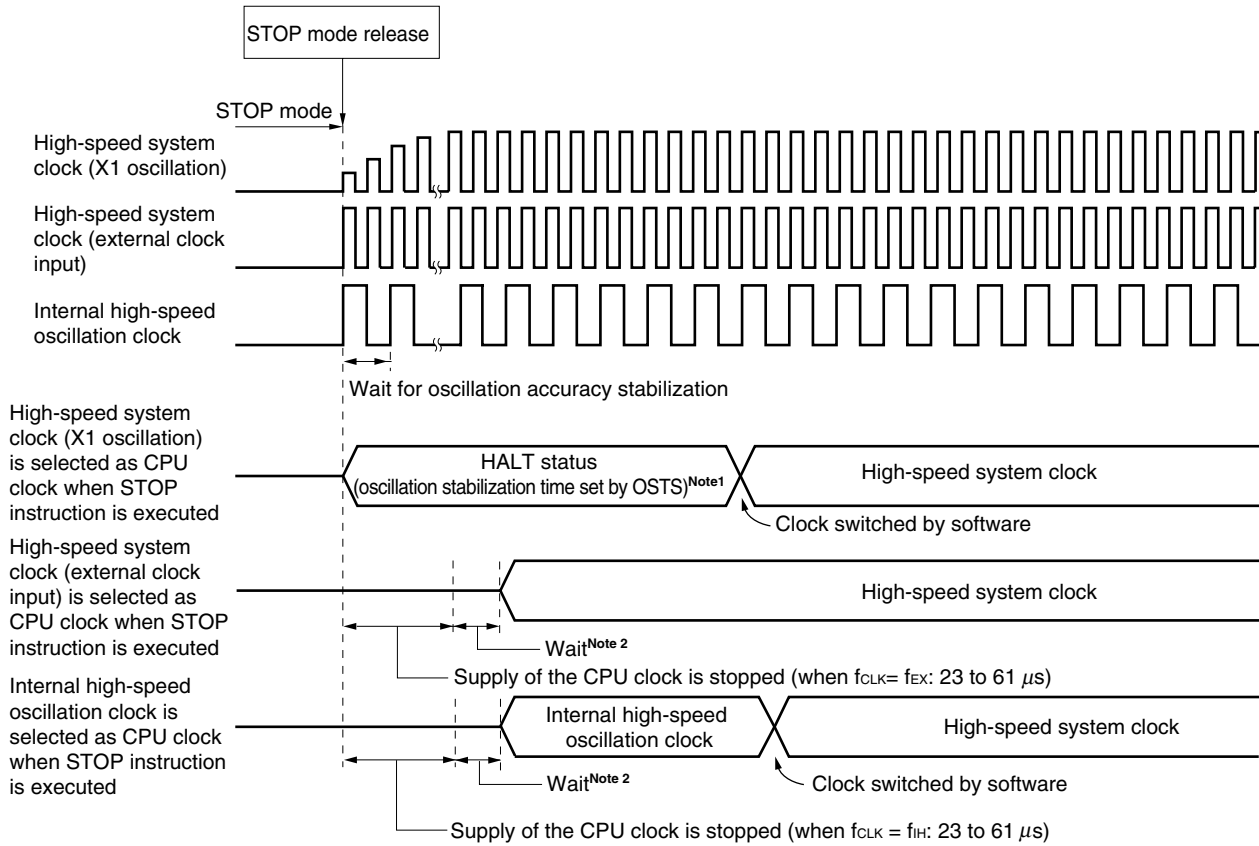 STOP mode release
STOP mode
High-speed system
clock (X1 oscillation)
High-speed system
clock (external clock
input)
Internal high-speed
oscillation clock
Wait for oscillation accuracy stabilization
High-speed system
clock (X1 oscillation)
is selected as CPU
clock when STOP
instruction is executed
HALT status
(oscillation stabilization time set by OSTS)Note1
High-speed system clock
Clock switched by software
High-speed system
clock (external clock
input) is selected as
CPU clock when STOP
instruction is executed
High-speed system clock
WaitNote 2
Supply of the CPU clock is stopped (when fCLK= fEX: 23 to 61 μs)
Internal high-speed
oscillation clock is
selected as CPU clock
when STOP instruction
is executed
Internal high-speed
oscillation clock
High-speed system clock
WaitNote 2
Clock switched by software
Supply of the CPU clock is stopped (when fCLK = fIH: 23 to 61 μs)